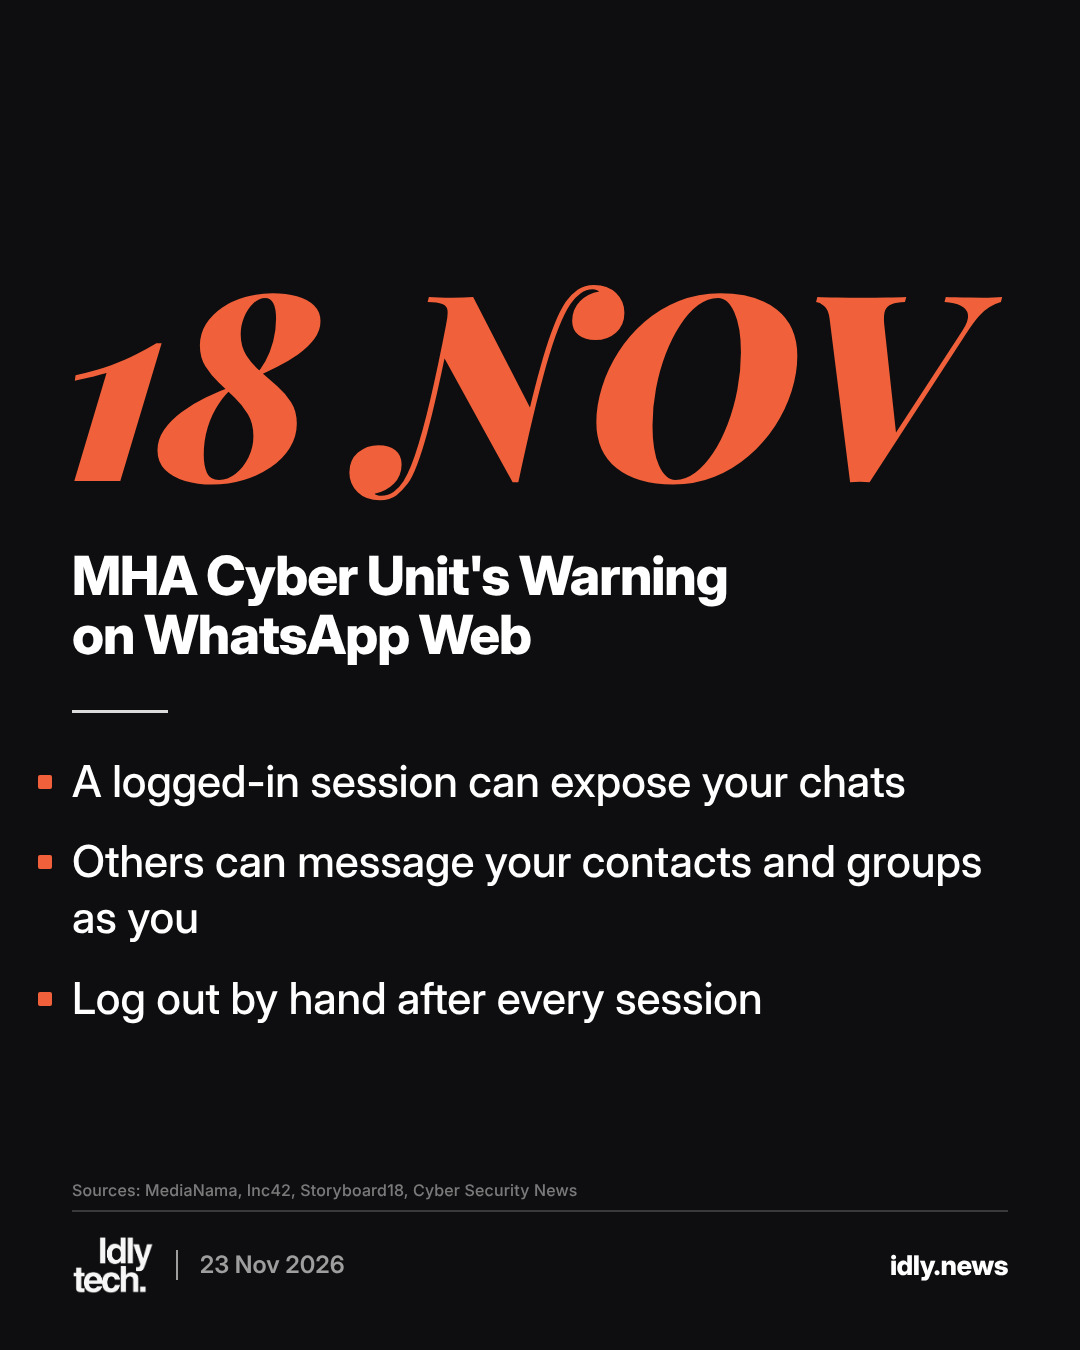 18 NOV
MHA Cyber Unit's Warning
on WhatsApp Web
A logged-in session can expose your chats
Others can message your contacts and groups
as you
Log out by hand after every session
Sources: MediaNama, Inc42, Storyboard18, Cyber Security News
Idly
tech.
23 Nov 2026
idly.news